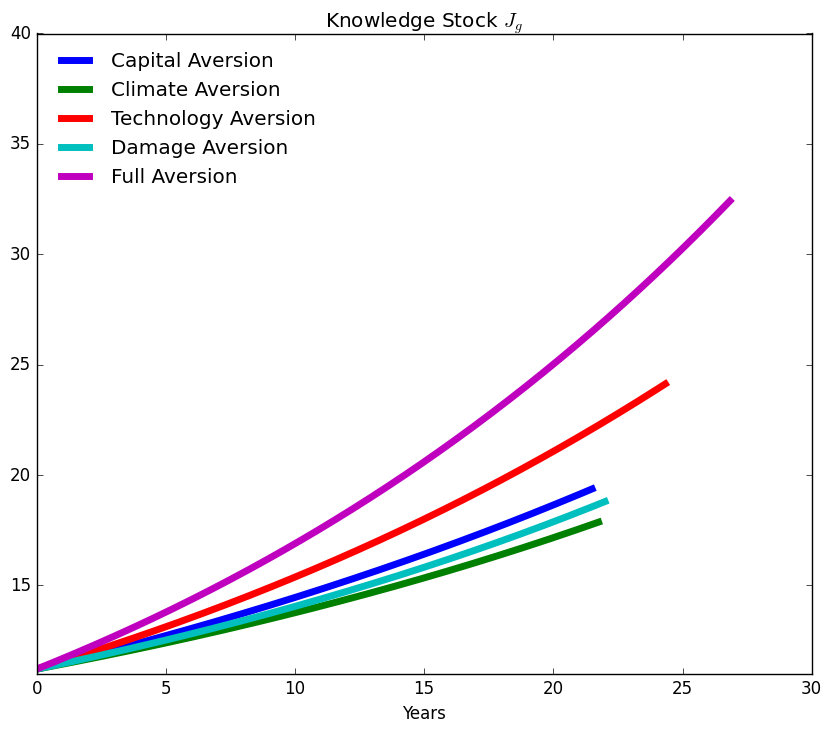 Knowledge Stock J_g
40
35
30
25
20
15
Capital Aversion
Climate Aversion
Technology Aversion
Damage Aversion
Full Aversion
0 5 10 15 20 25 30
Years